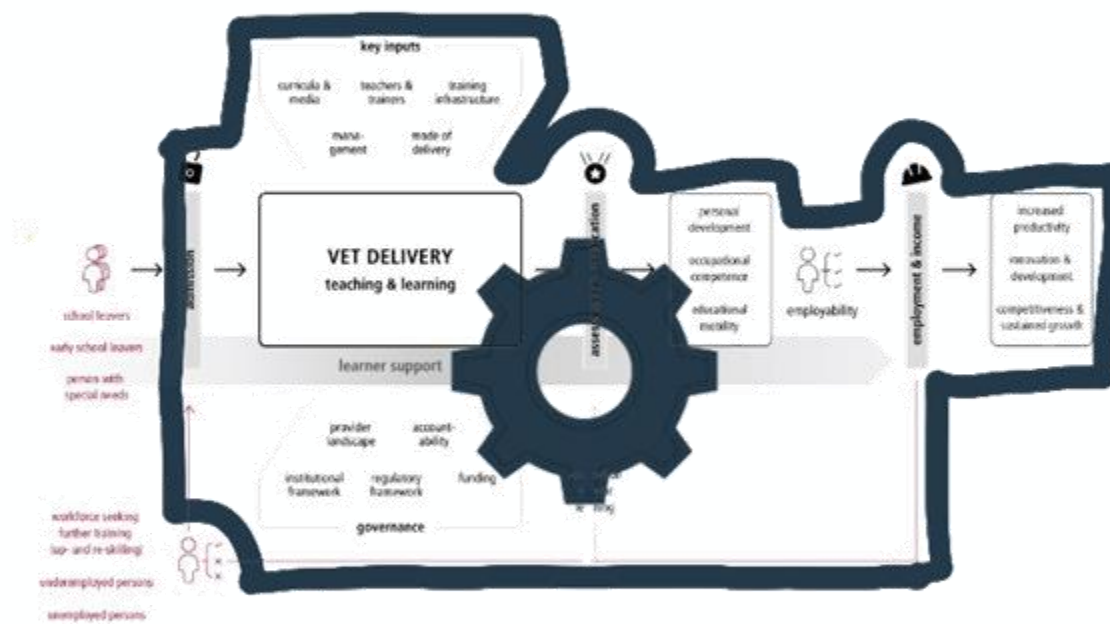 key inputs
curricula &
media
teachers &
trainers
training
infrastructure
mana-
gement
mode of
delivery
admission
VET DELIVERY
teaching & learning
learner support
school leavers
early school leavers
person with
special needs
personal
development
occupational
competence
educational
mobility
employability
employment & income
increased
productivity
innovation &
development
competitiveness &
sustained growth
provider
landscape
account-
ability
institutional
framework
regulatory
framework
funding
governance
workforce seeking
further training
(up- and re-skilling)
underemployed persons
unemployed persons